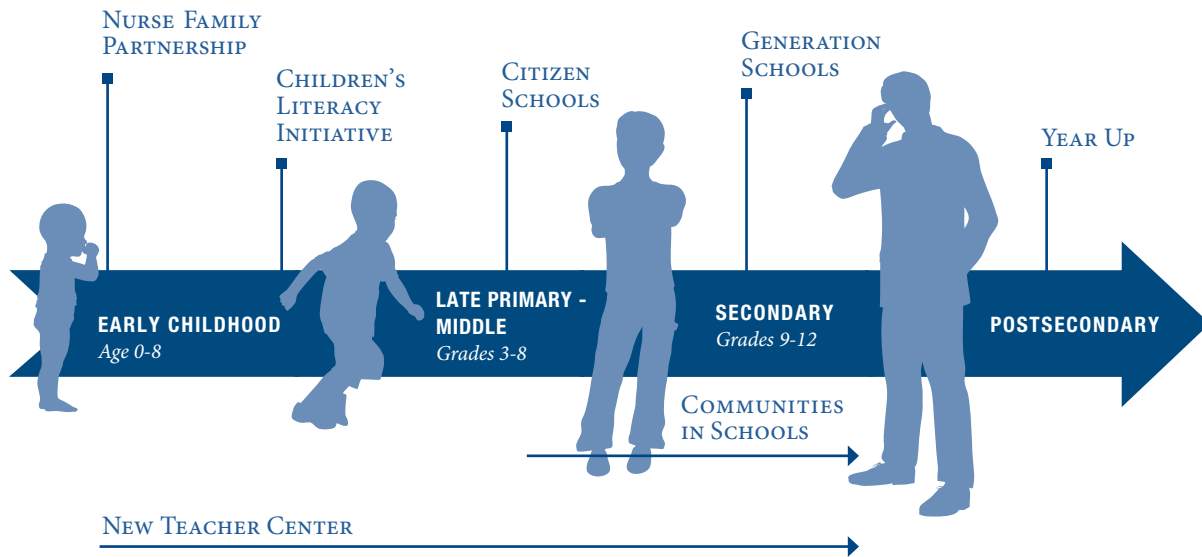 Nurse Family
Partnership
Children’s
Literacy
Initiative
Citizen
Schools
Generation
Schools
Year Up
EARLY CHILDHOOD
Age 0-8
LATE PRIMARY -
MIDDLE
Grades 3-8
SECONDARY
Grades 9-12
POSTSECONDARY
Communities
in Schools
New Teacher Center